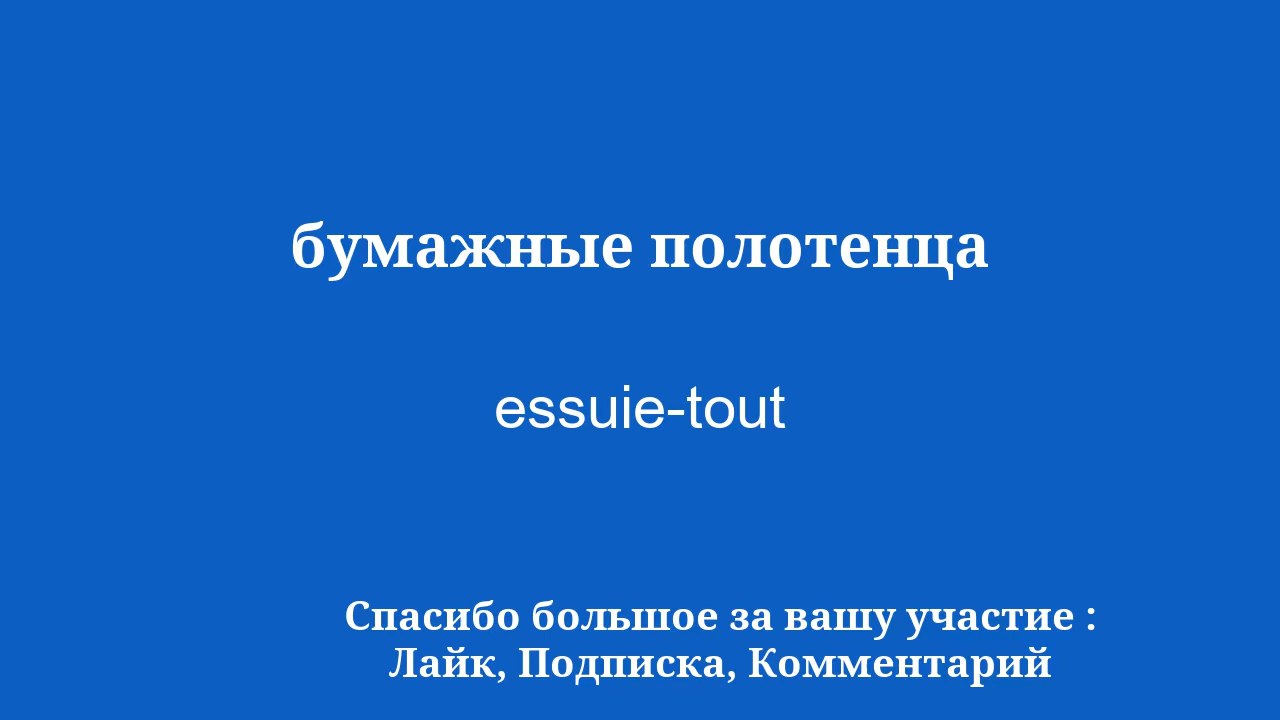 бумажные полотенца
essuie-tout
Спасибо большое за вашу участие :
Лайк, Подписка, Комментарий